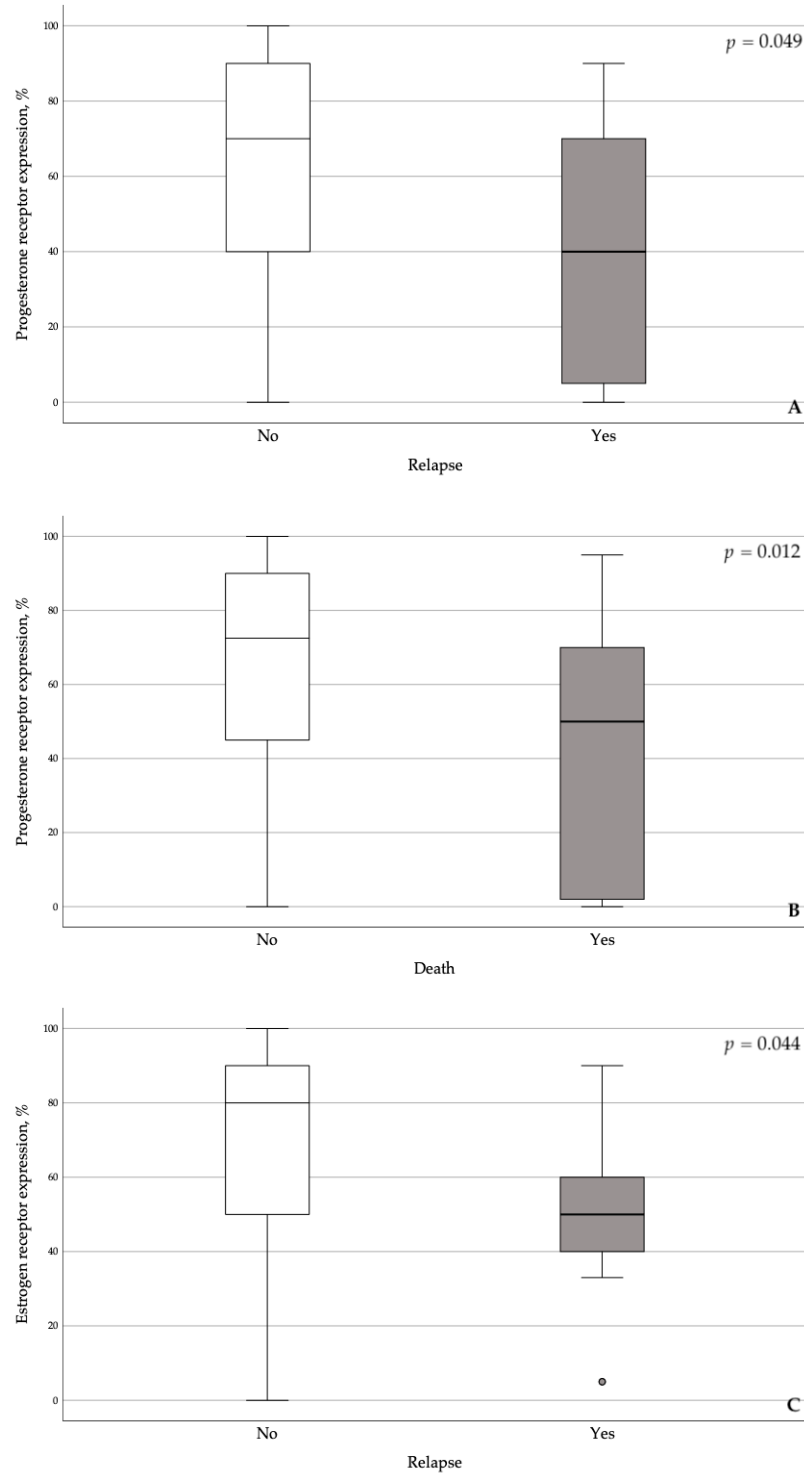 p = 0.049
Progesterone receptor expression, %
100
80
60
40
20
0
A
No
Yes
Relapse
p = 0.012
Progesterone receptor expression, %
100
80
60
40
20
0
B
No
Yes
Death
p = 0.044
Estrogen receptor expression, %
100
80
60
40
20
0
C
No
Yes
Relapse